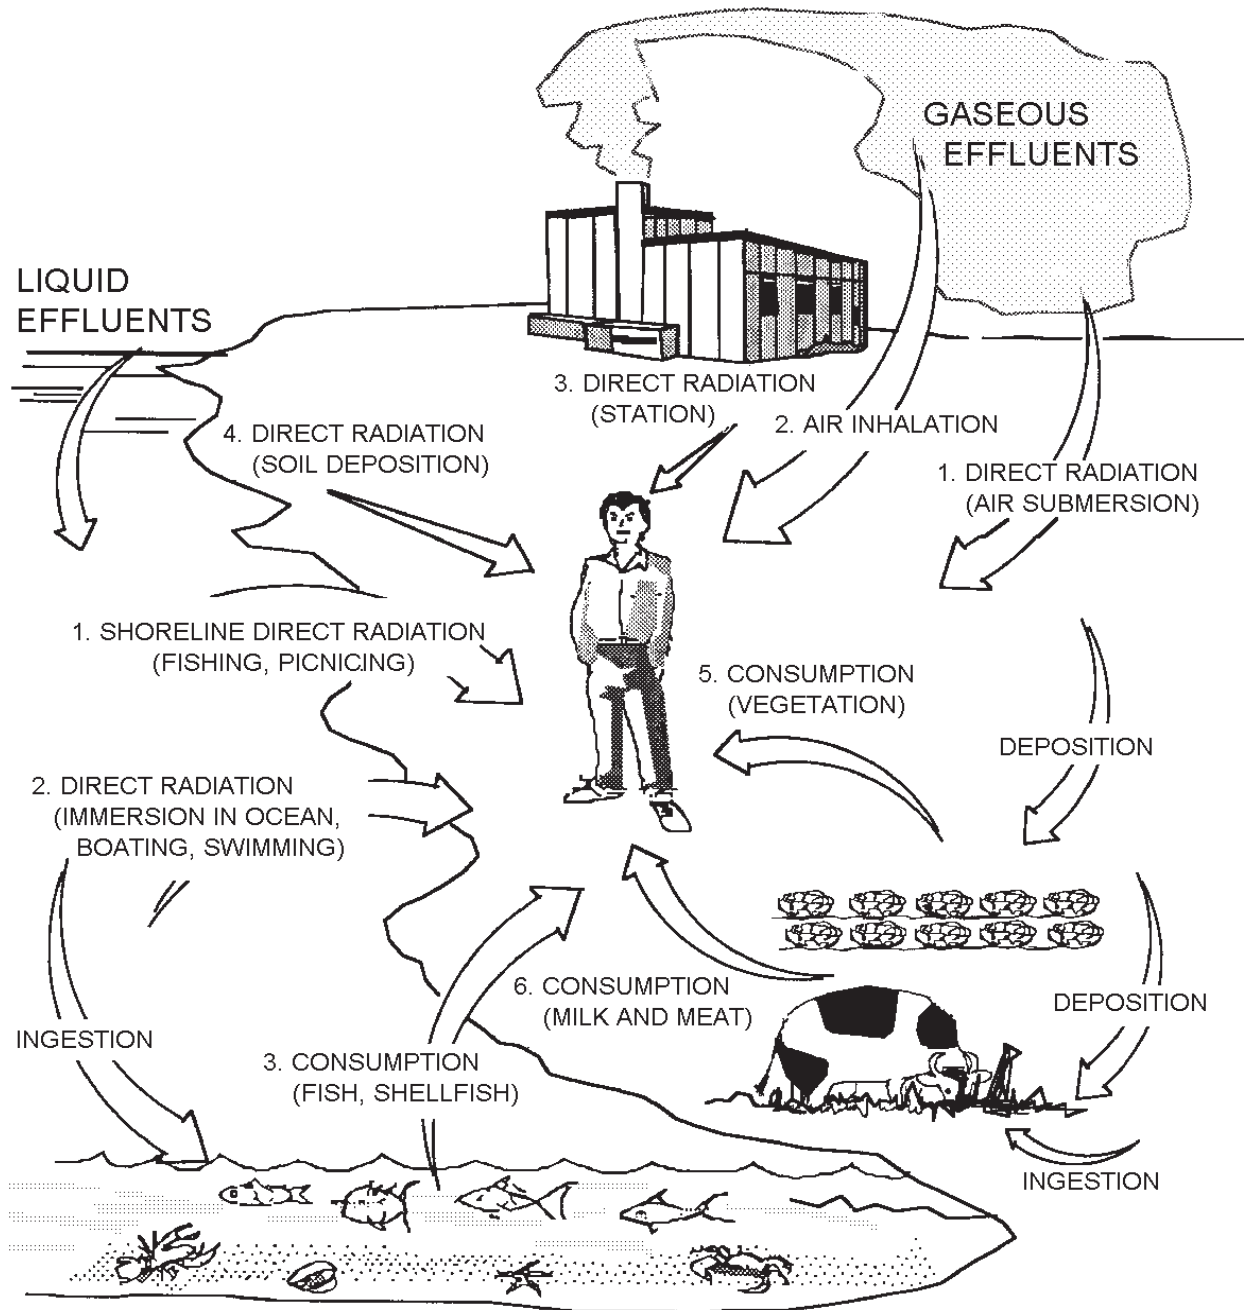 GASEOUS
EFFLUENTS
LIQUID
EFFLUENTS
3. DIRECT RADIATION
(STATION)
2. AIR INHALATION
4. DIRECT RADIATION
(SOIL DEPOSITION)
1. DIRECT RADIATION
(AIR SUBMERSION)
1. SHORELINE DIRECT RADIATION
(FISHING, PICNICING)
5. CONSUMPTION
(VEGETATION)
DEPOSITION
2. DIRECT RADIATION
(IMMERSION IN OCEAN,
BOATING, SWIMMING)
6. CONSUMPTION
(MILK AND MEAT)
DEPOSITION
INGESTION
3. CONSUMPTION
(FISH, SHELLFISH)
INGESTION